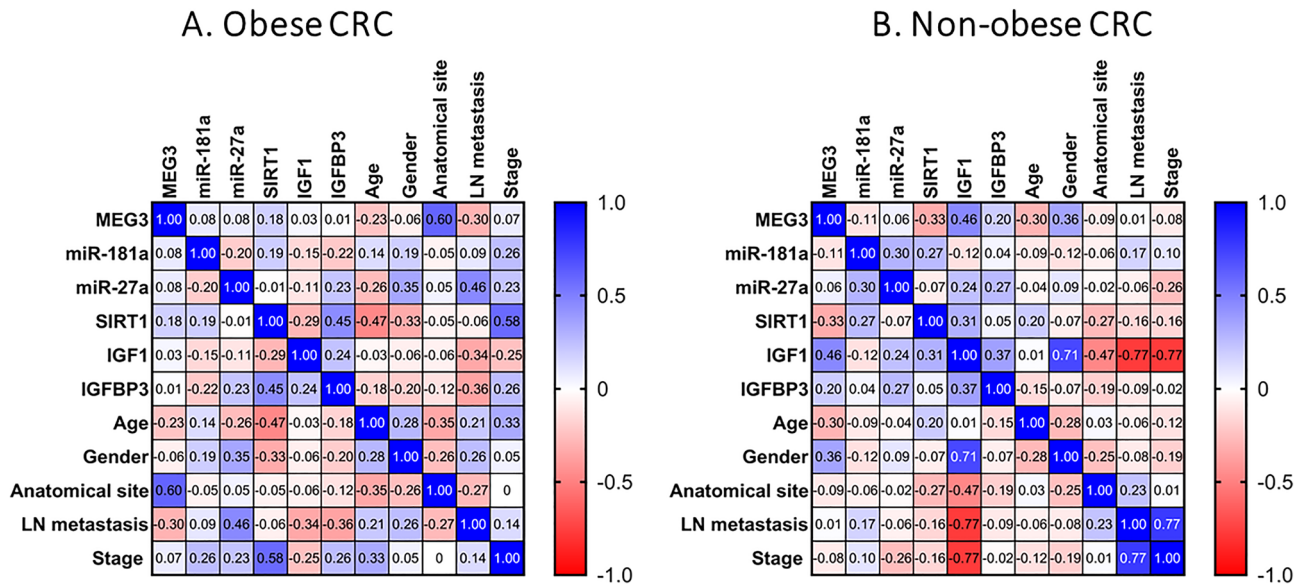 A. Obese CRC
MEG3 miR-181a miR-27a SIRT1 IGF1 IGFBP3 Age Gender Anatomical site LN metastasis Stage
MEG3 1.00 0.08 0.08 0.18 0.03 0.01 -0.23 -0.06 0.60 -0.30 0.07
miR-181a 0.08 1.00 -0.20 0.19 -0.15 -0.22 0.14 0.19 -0.05 0.09 0.26
miR-27a 0.08 -0.20 1.00 -0.01 -0.11 0.23 -0.26 0.35 0.05 0.46 0.23
SIRT1 0.18 0.19 -0.01 1.00 -0.29 0.45 -0.47 -0.33 -0.05 -0.06 0.58
IGF1 0.03 -0.15 -0.11 -0.29 1.00 0.24 -0.03 -0.06 -0.06 -0.34 -0.25
IGFBP3 0.01 -0.22 0.23 0.45 0.24 1.00 -0.18 -0.20 -0.12 -0.36 0.26
Age -0.23 0.14 -0.26 -0.47 -0.03 -0.18 1.00 0.28 -0.35 0.21 0.33
Gender -0.06 0.19 0.35 -0.33 -0.06 -0.20 0.28 1.00 -0.26 0.26 0.05
Anatomical site 0.60 -0.05 0.05 -0.05 -0.06 -0.12 -0.35 -0.26 1.00 -0.27 0
LN metastasis -0.30 0.09 0.46 -0.06 -0.34 -0.36 0.21 0.26 -0.27 1.00 0.14
Stage 0.07 0.26 0.23 0.58 -0.25 0.26 0.33 0.05 0 0.14 1.00
1.0
0.5
0
-0.5
-1.0
B. Non-obese CRC
MEG3 miR-181a miR-27a SIRT1 IGF1 IGFBP3 Age Gender Anatomical site LN metastasis Stage
MEG3 1.00 -0.11 0.06 -0.33 0.46 0.20 -0.30 0.36 -0.09 0.01 -0.08
miR-181a -0.11 1.00 0.30 0.27 -0.12 0.04 -0.09 -0.12 -0.06 0.17 0.10
miR-27a 0.06 0.30 1.00 -0.07 0.24 0.27 -0.04 0.09 -0.02 -0.06 -0.26
SIRT1 -0.33 0.27 -0.07 1.00 0.31 0.05 0.20 -0.07 -0.27 -0.16 -0.16
IGF1 0.46 -0.12 0.24 0.31 1.00 0.37 0.01 0.71 -0.47 -0.77 -0.77
IGFBP3 0.20 0.04 0.27 0.05 0.37 1.00 -0.15 -0.07 -0.19 -0.09 -0.02
Age -0.30 -0.09 -0.04 0.20 0.01 -0.15 1.00 -0.28 0.03 -0.06 -0.12
Gender 0.36 -0.12 0.09 -0.07 0.71 -0.07 -0.28 1.00 -0.25 -0.08 -0.19
Anatomical site -0.09 -0.06 -0.02 -0.27 -0.47 -0.19 0.03 -0.25 1.00 0.23 0.01
LN metastasis 0.01 0.17 -0.06 -0.16 -0.77 -0.09 -0.06 -0.08 0.23 1.00 0.77
Stage -0.08 0.10 -0.26 -0.16 -0.77 -0.02 -0.12 -0.19 0.01 0.77 1.00
1.0
0.5
0
-0.5
-1.0